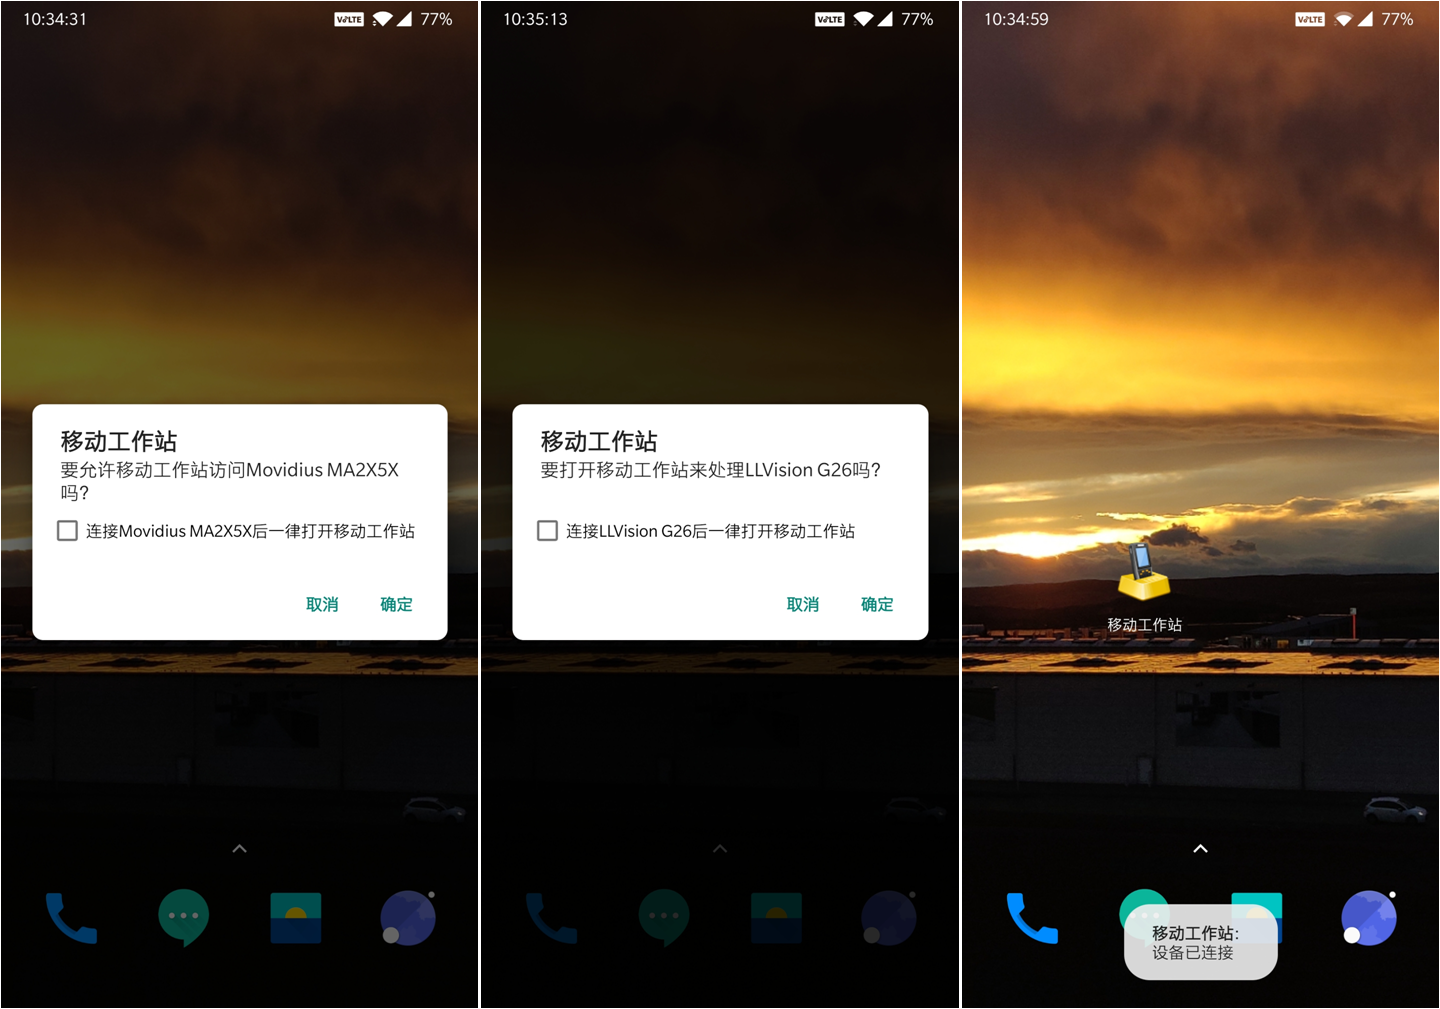 10:34:31
VoLTE
77%
移动工作站
要允许移动工作站访问Movidius MA2X5X
吗?
连接Movidius MA2X5X后一律打开移动工作站
取消
确定
10:35:13
VoLTE
77%
移动工作站
要打开移动工作站来处理LLVision G26吗?
连接LLVision G26后一律打开移动工作站
取消
确定
10:34:59
VoLTE
77%
移动工作站
移动工作站:
设备已连接